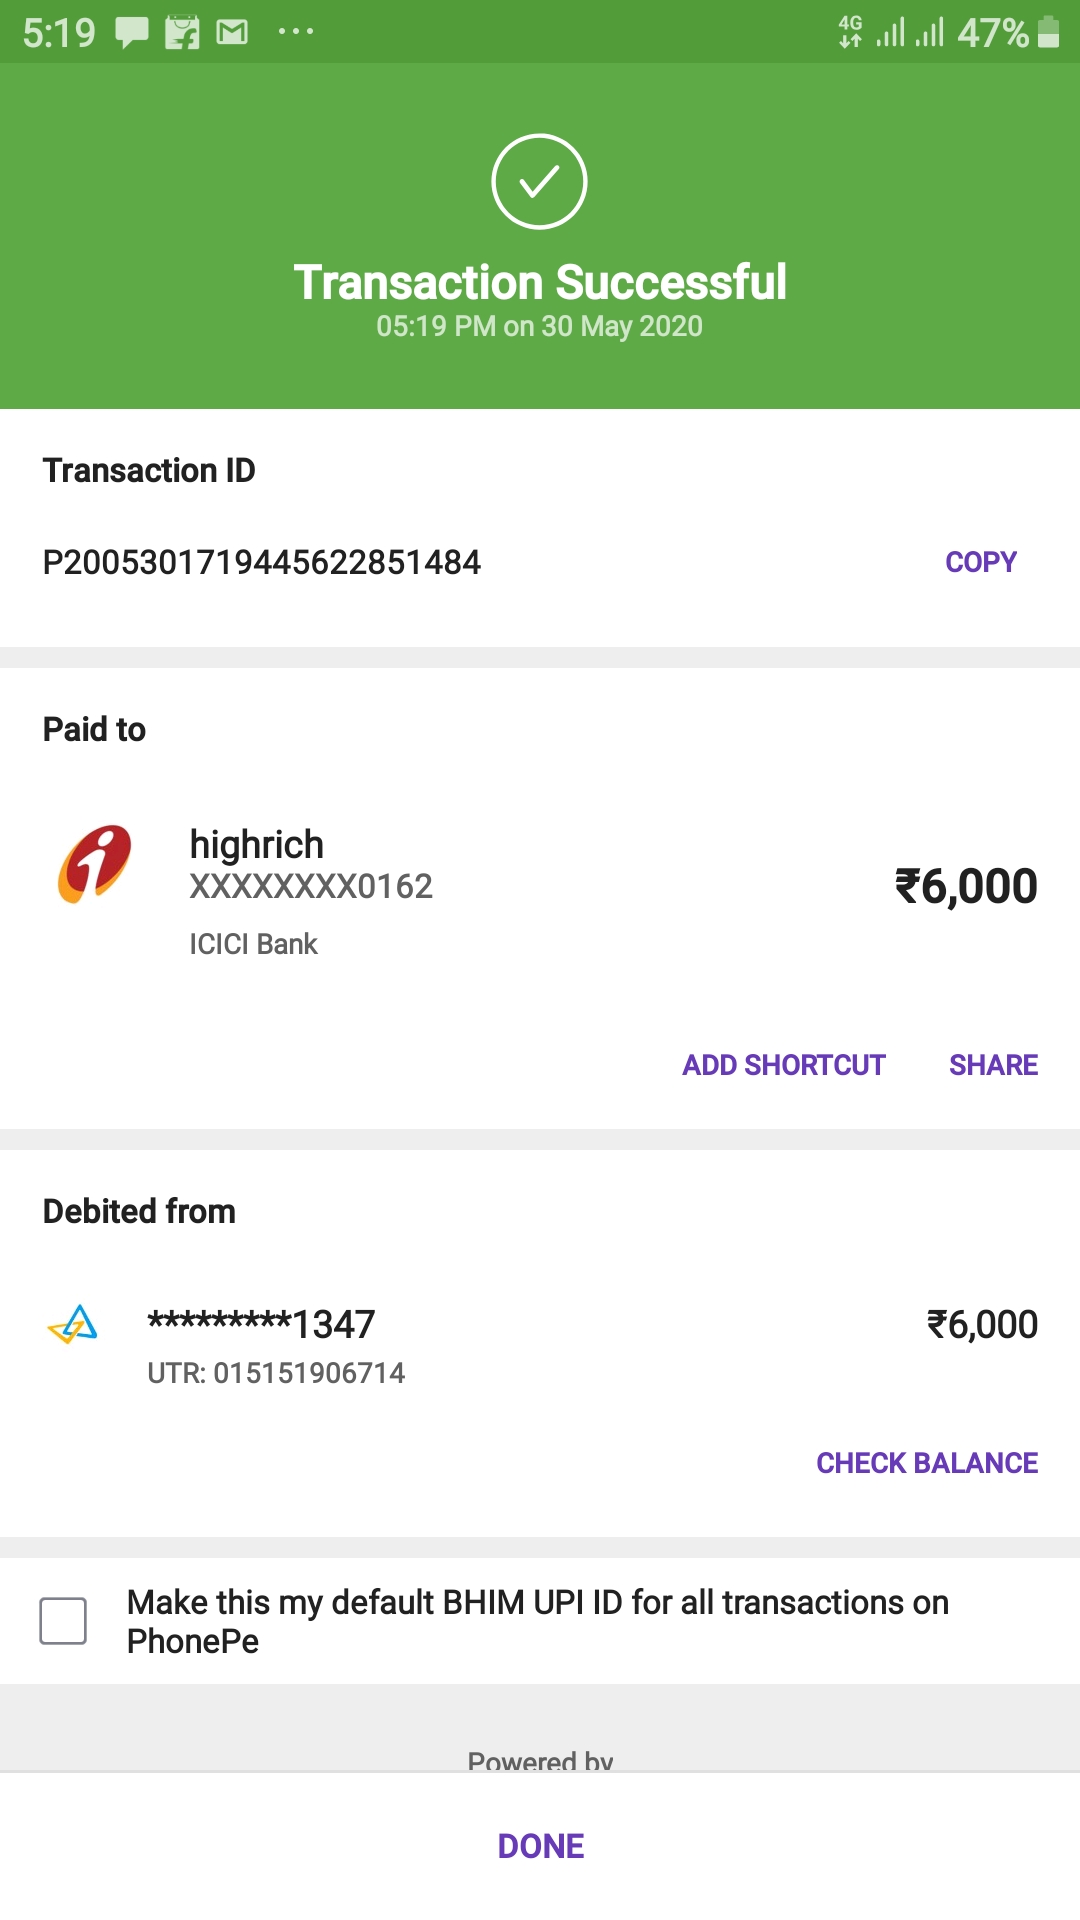 5:19
4G 47%
Transaction Successful
05:19 PM on 30 May 2020
Transaction ID
P2005301719445622851484
COPY
Paid to
highrich
XXXXXXXX0162
₹6,000
ICICI Bank
ADD SHORTCUT SHARE
Debited from
*********1347
₹6,000
UTR: 015151906714
CHECK BALANCE
Make this my default BHIM UPI ID for all transactions on
PhonePe
Powered by
DONE